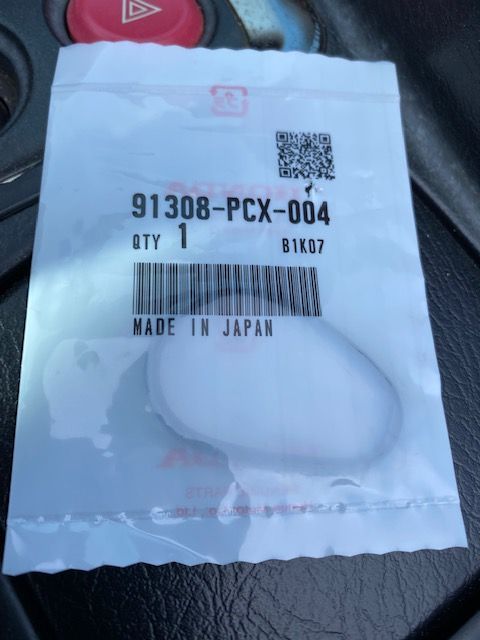 91308-PCX-004
QTY 1 B1K07
MADE IN JAPAN